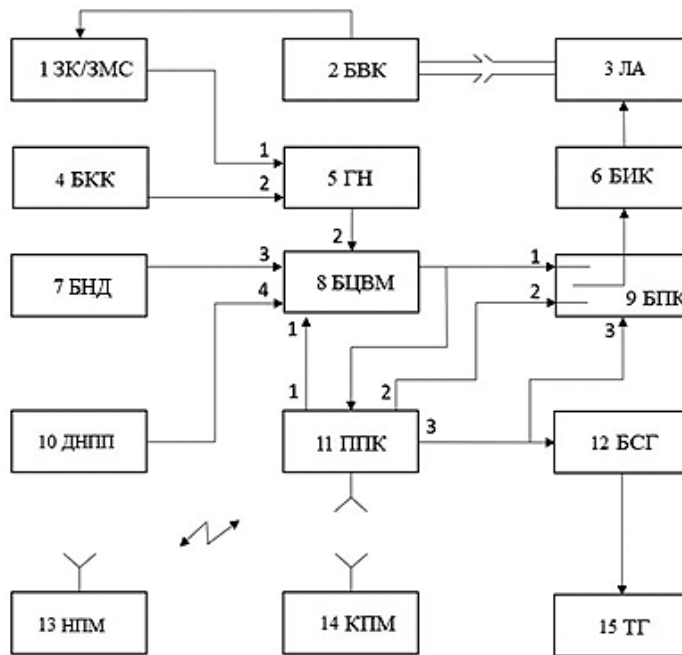 1 ЗК/ЗМС
2 БВК
3 ЛА
1
4 БКК
2
5 ГН
6 БИК
2
3
1
7 БНД
8 БЦВМ
4
2
9 БПК
1
3
1
2
3
10 ДНПП
11 ППК
12 БСГ
13 НПМ
14 КПМ
15 ТГ